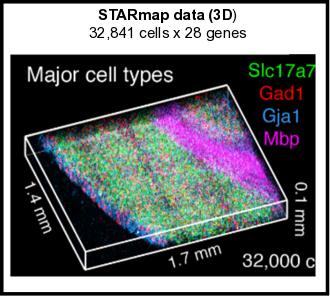 STARmap data (3D)
32,841 cells x 28 genes
Major cell types
Slc17a7
Gad1
Gja1
Mbp
1.4 mm
1.7 mm
0.1 mm
32,000 c